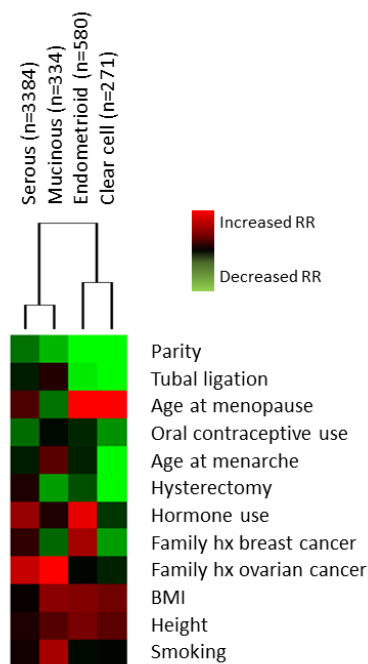 Serous (n=3384)
Mucinous (n=334)
Endometrioid (n=580)
Clear cell (n=271)
Increased RR
Decreased RR
Parity
Tubal ligation
Age at menopause
Oral contraceptive use
Age at menarche
Hysterectomy
Hormone use
Family hx breast cancer
Family hx ovarian cancer
BMI
Height
Smoking